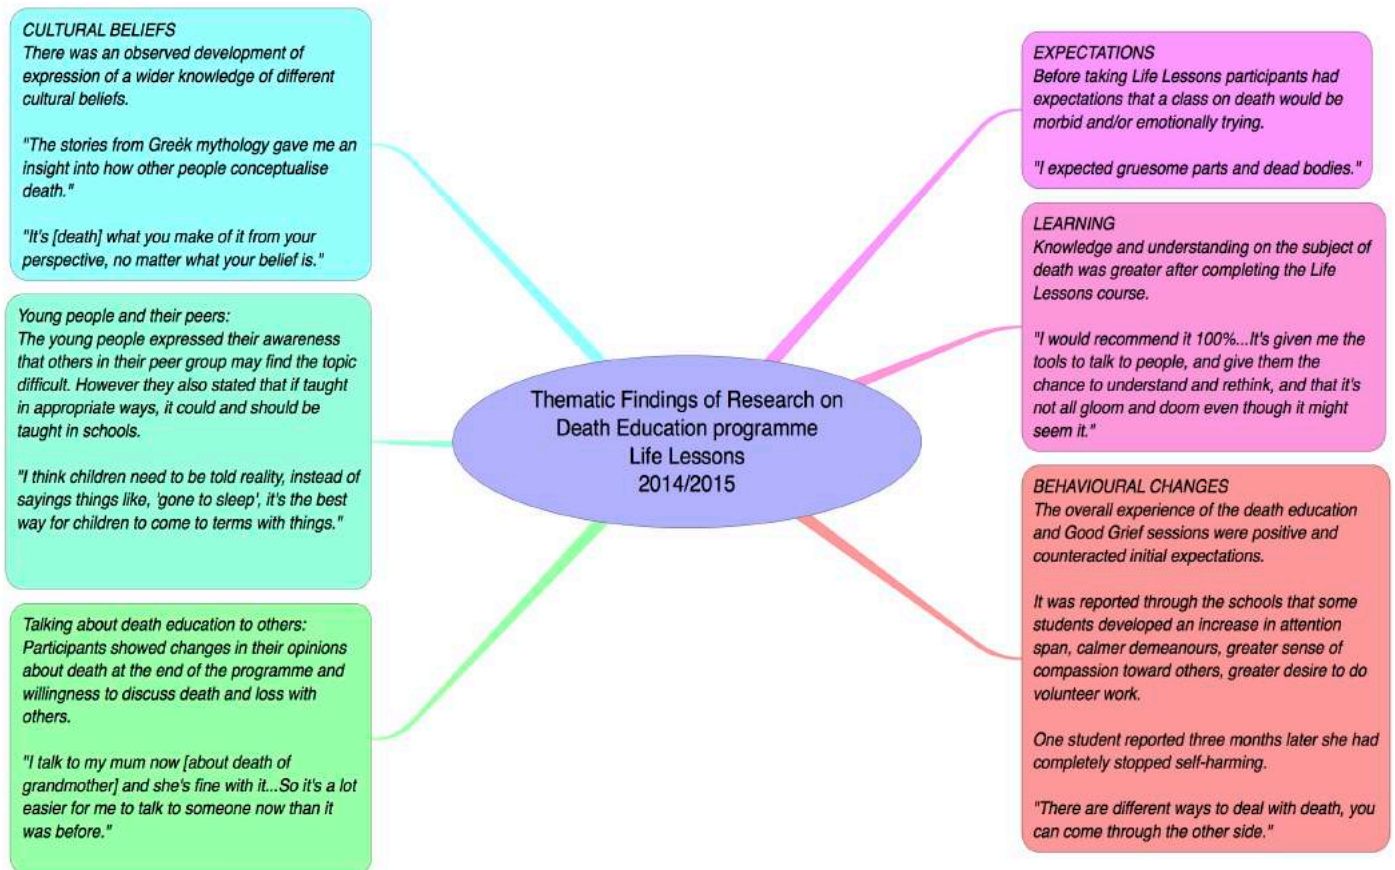 CULTURAL BELIEFS
There was an observed development of
expression of a wider knowledge of different
cultural beliefs.
"The stories from Greèk mythology gave me an
insight into how other people conceptualise
death."
"It's [death] what you make of it from your
perspective, no matter what your belief is."
Young people and their peers:
The young people expressed their awareness
that others in their peer group may find the topic
difficult. However they also stated that if taught
in appropriate ways, it could and should be
taught in schools.
"I think children need to be told reality, instead of
sayings things like, 'gone to sleep', it's the best
way for children to come to terms with things."
Talking about death education to others:
Participants showed changes in their opinions
about death at the end of the programme and
willingness to discuss death and loss with
others.
"I talk to my mum now [about death of
grandmother] and she's fine with it...So it's a lot
easier for me to talk to someone now than it
was before."
Thematic Findings of Research on
Death Education programme
Life Lessons
2014/2015
EXPECTATIONS
Before taking Life Lessons participants had
expectations that a class on death would be
morbid and/or emotionally trying.
"I expected gruesome parts and dead bodies."
LEARNING
Knowledge and understanding on the subject of
death was greater after completing the Life
Lessons course.
"I would recommend it 100%...It's given me the
tools to talk to people, and give them the
chance to understand and rethink, and that it's
not all gloom and doom even though it might
seem it."
BEHAVIOURAL CHANGES
The overall experience of the death education
and Good Grief sessions were positive and
counteracted initial expectations.
It was reported through the schools that some
students developed an increase in attention
span, calmer demeanours, greater sense of
compassion toward others, greater desire to do
volunteer work.
One student reported three months later she had
completely stopped self-harming.
"There are different ways to deal with death, you
can come through the other side."